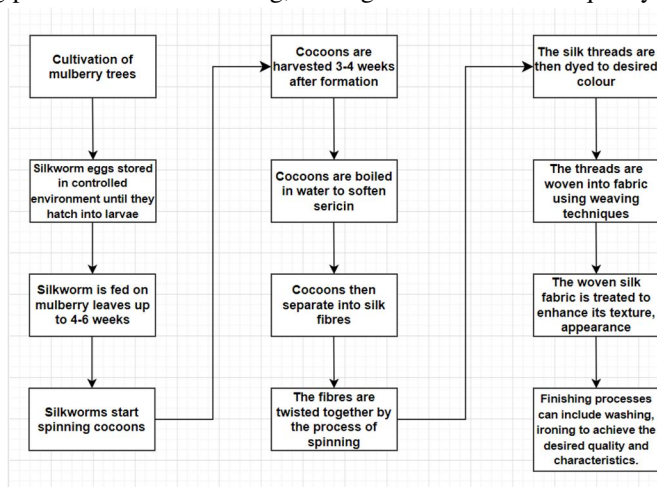 Cultivation of
mulberry trees
Silkworm eggs stored
in controlled
environment until they
hatch into larvae
Silkworm is fed on
mulberry leaves up
to 4-6 weeks
Silkworms start
spinning cocoons
Cocoons are
harvested 3-4 weeks
after formation
Cocoons are boiled
in water to soften
sericin
Cocoons then
separate into silk
fibres
The fibres are
twisted together by
the process of
spinning
The silk threads are
then dyed to desired
colour
The threads are
woven into fabric
using weaving
techniques
The woven silk
fabric is treated to
enhance its texture,
appearance
Finishing processes
can include washing,
ironing to achieve the
desired quality and
characteristics.